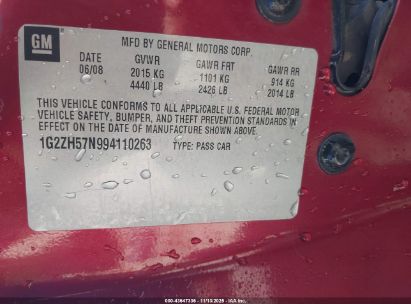 GM
MFD BY GENERAL MOTORS CORP.
DATE GVWR GAWR FRT GAWR RR
06/08 2015 KG 1101 KG 914 KG
4440 LB 2426 LB 2014 LB
THIS VEHICLE CONFORMS TO ALL APPLICABLE U.S. FEDERAL MOTOR
VEHICLE SAFETY, BUMPER, AND THEFT PREVENTION STANDARDS IN
EFFECT ON THE DATE OF MANUFACTURE SHOWN ABOVE.
1G2ZH57N994110263 TYPE: PASS CAR